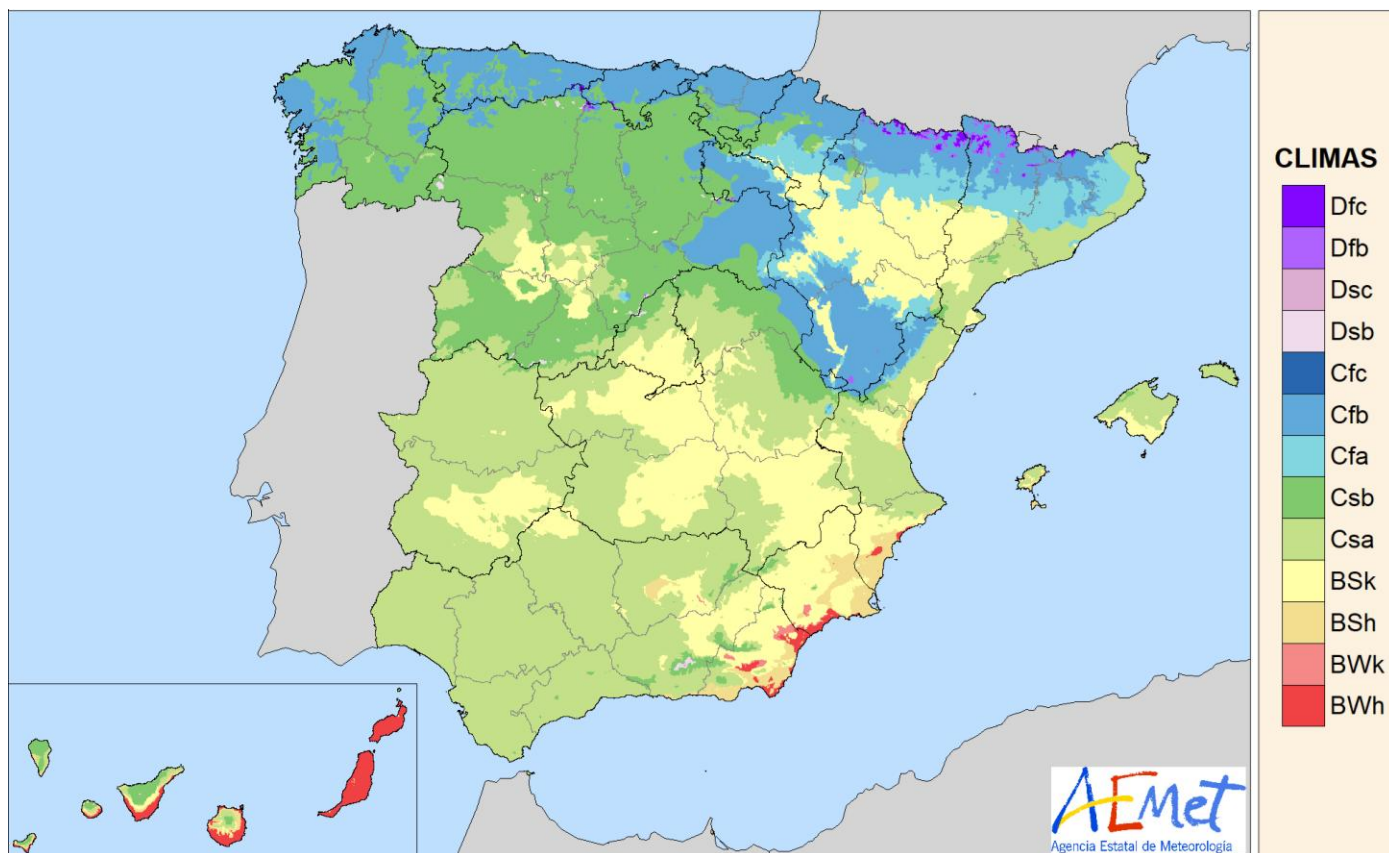 CLIMAS
Dfc
Dfb
Dsc
Dsb
Cfc
Cfb
Cfa
Csb
Csa
BSk
BSh
BWk
BWh
AEMet
Agencia Estatal de Meteorología